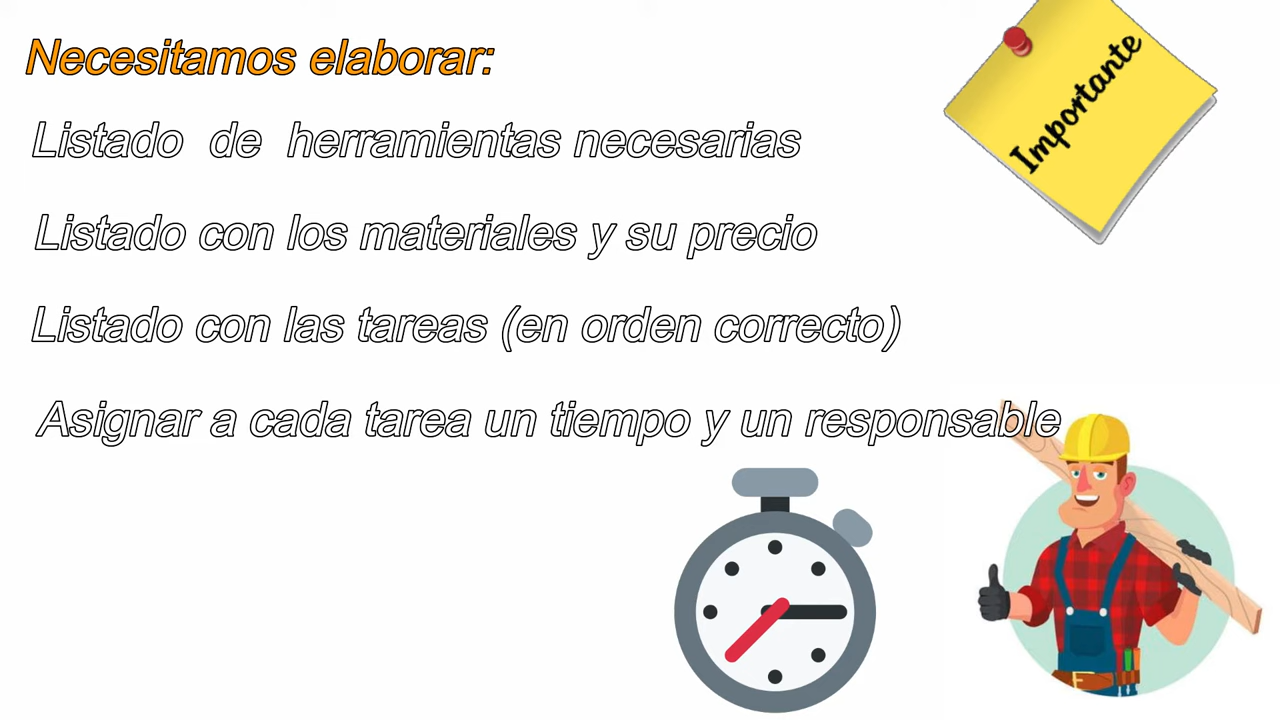 Necesitamos elaborar:
Importante
Listado de herramientas necesarias
Listado con los materiales y su precio
Listado con las tareas (en orden correcto)
Asignar a cada tarea un tiempo y un responsable